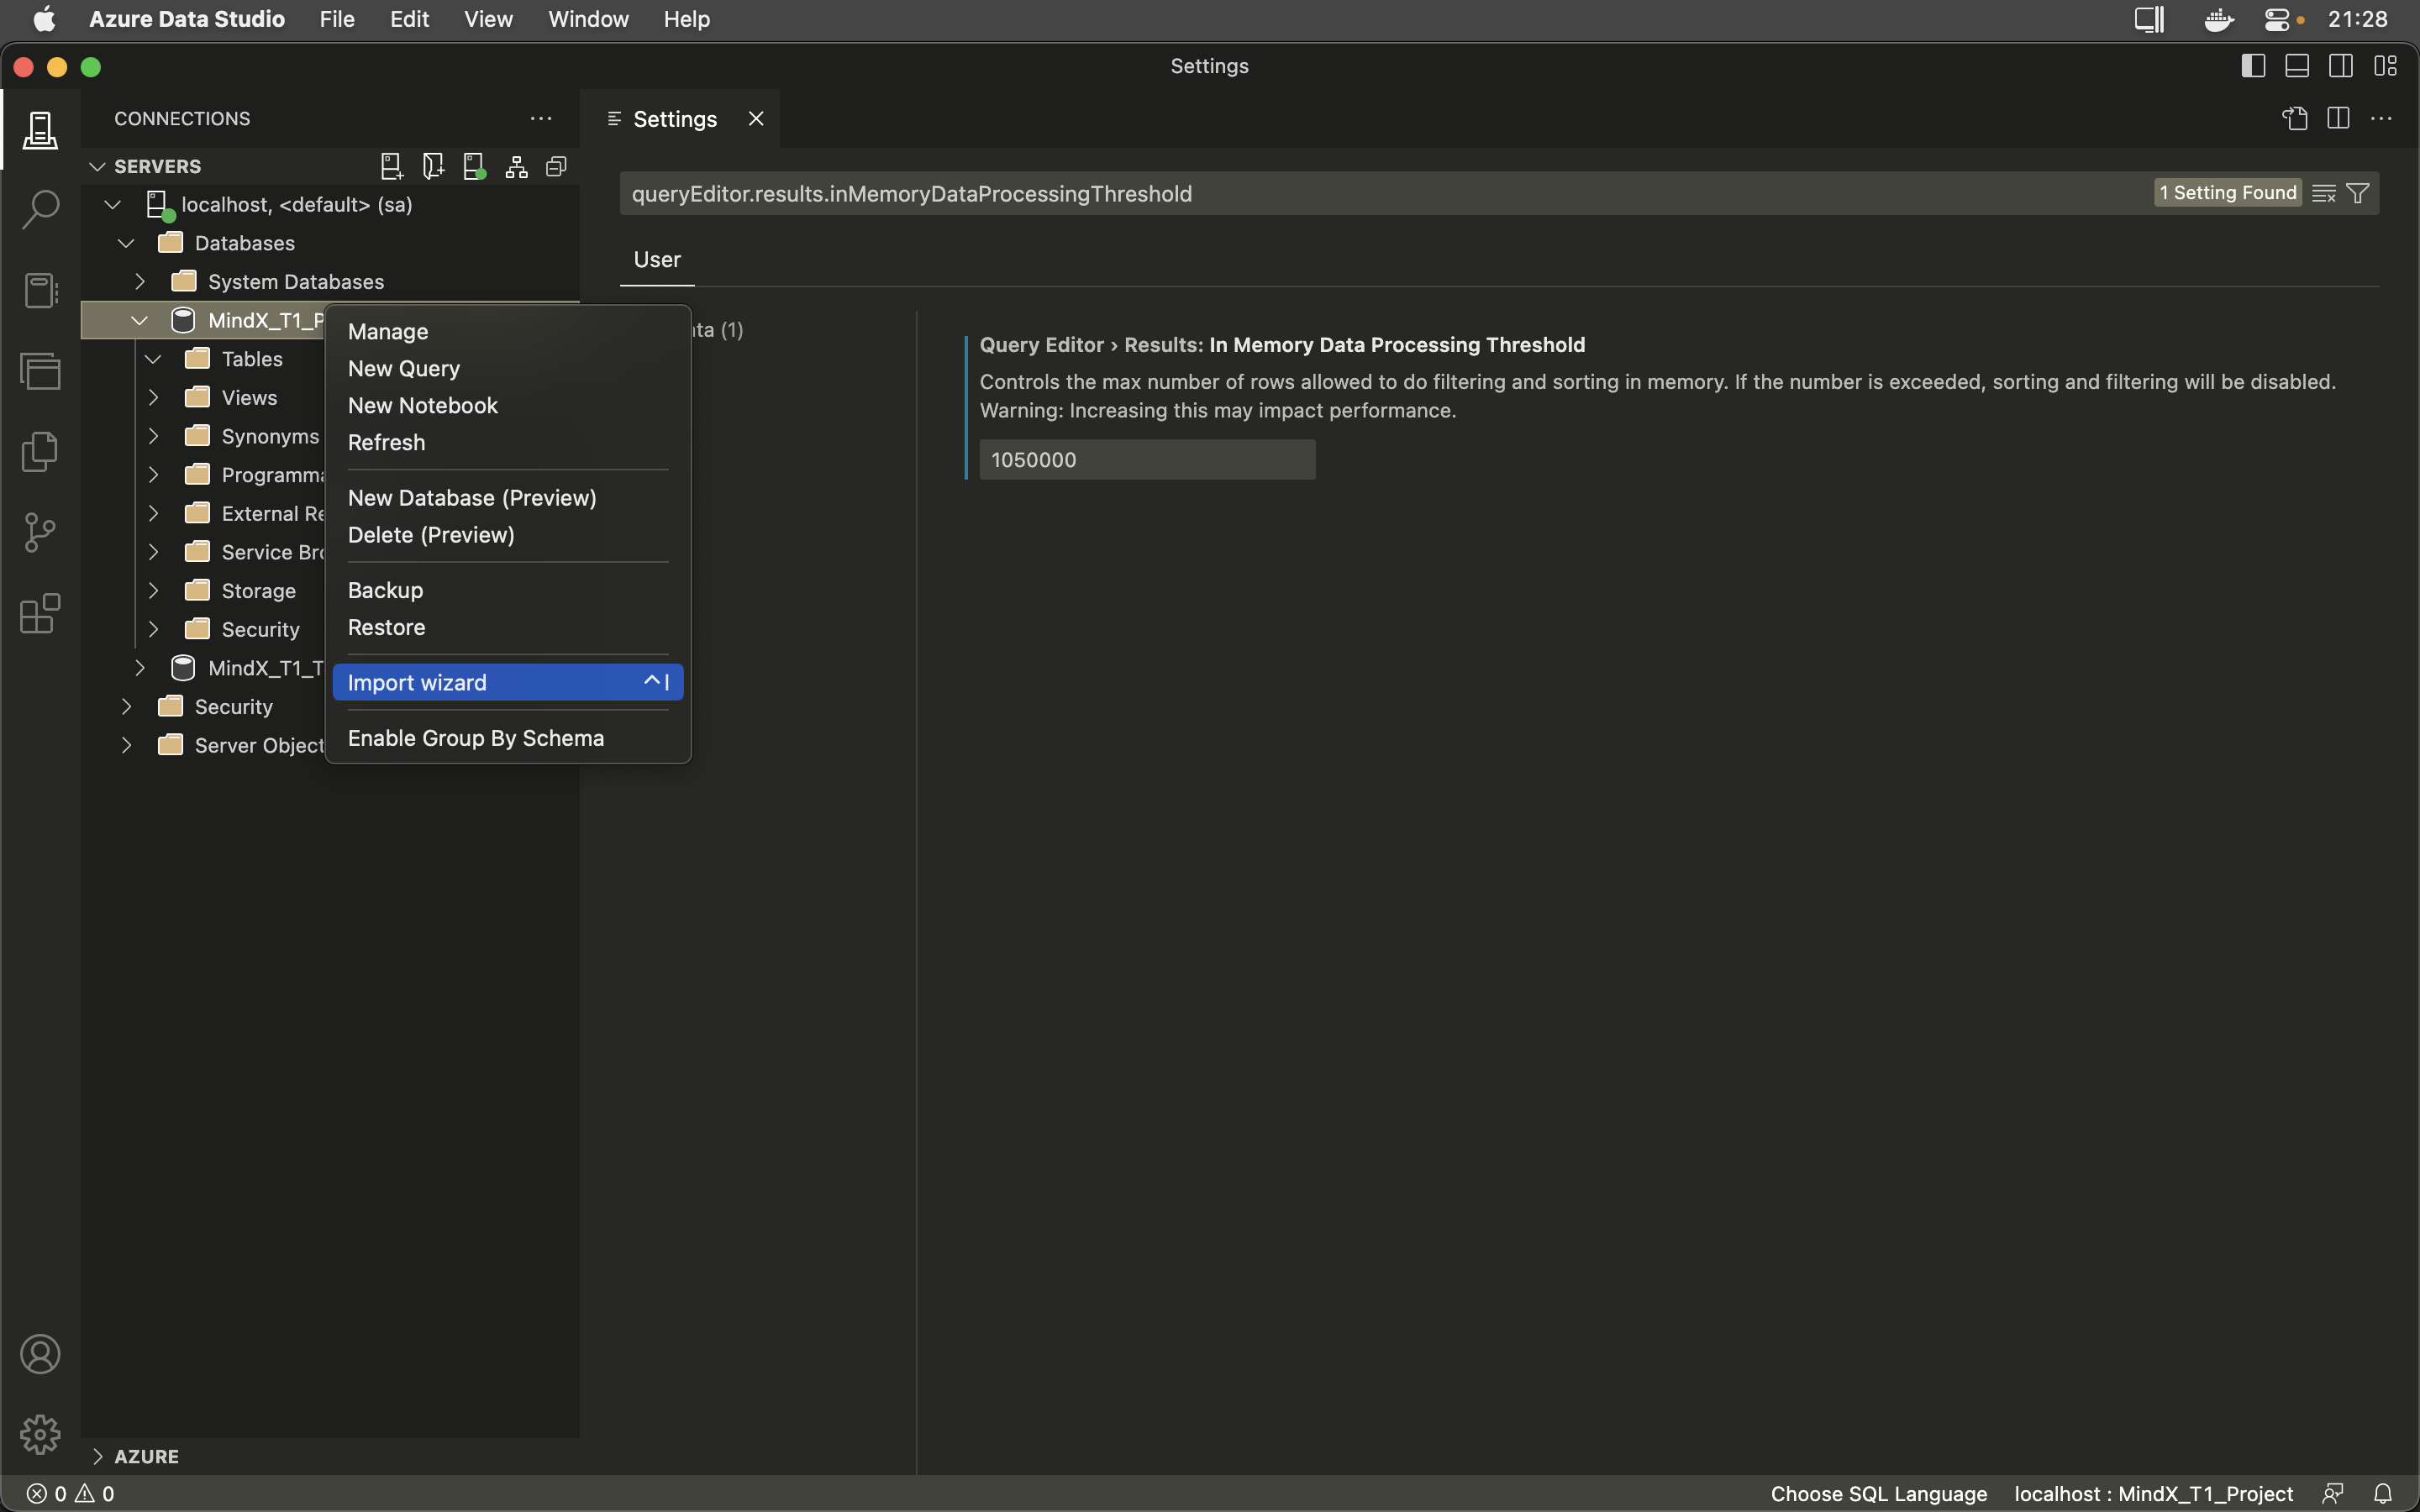 Azure Data Studio File Edit View Window Help 21:28
Settings
CONNECTIONS
Settings
SERVERS
queryEditor.results.inMemoryDataProcessingThreshold
1 Setting Found
localhost, <default> (sa)
Databases
User
System Databases
MindX_T1_P
Tables
Views
Synonyms
Programma
External Re
Service Bro
Storage
Security
MindX_T1_T
Security
Server Object
Manage
New Query
New Notebook
Refresh
New Database (Preview)
Delete (Preview)
Backup
Restore
Import wizard ^ I
Enable Group By Schema
ta (1)
Query Editor › Results: In Memory Data Processing Threshold
Controls the max number of rows allowed to do filtering and sorting in memory. If the number is exceeded, sorting and filtering will be disabled.
Warning: Increasing this may impact performance.
1050000
AZURE
0 0
Choose SQL Language localhost : MindX_T1_Project